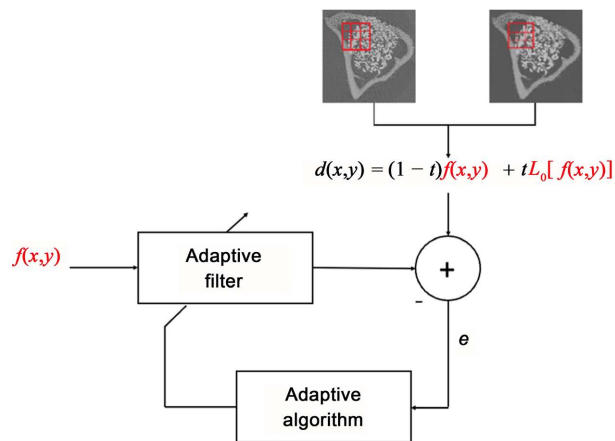 d(x,y) = (1 − t)f(x,y) + tL₀[ f(x,y)]
f(x,y)
Adaptive
filter
+
-
e
Adaptive
algorithm